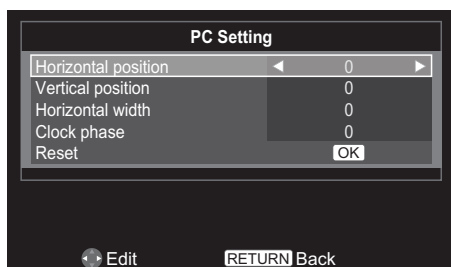 PC Setting
Horizontal position ◀ 0 ▶
Vertical position 0
Horizontal width 0
Clock phase 0
Reset OK
Edit RETURN Back